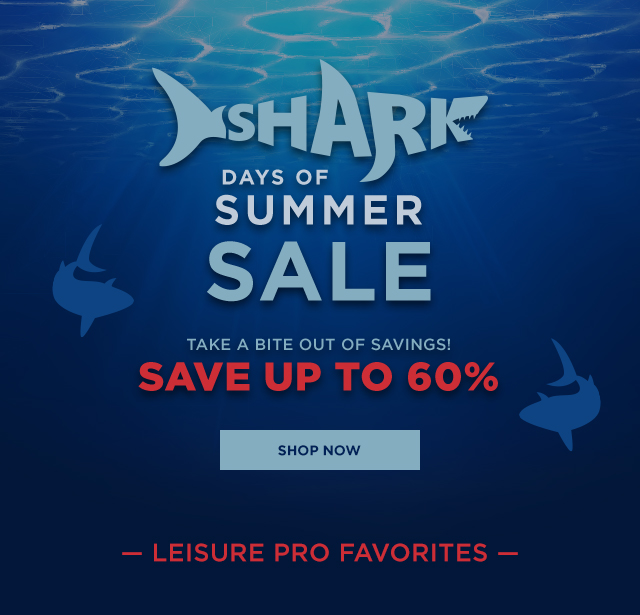 SHARK
DAYS OF
SUMMER
SALE
TAKE A BITE OUT OF SAVINGS!
SAVE UP TO 60%
SHOP NOW
— LEISURE PRO FAVORITES —